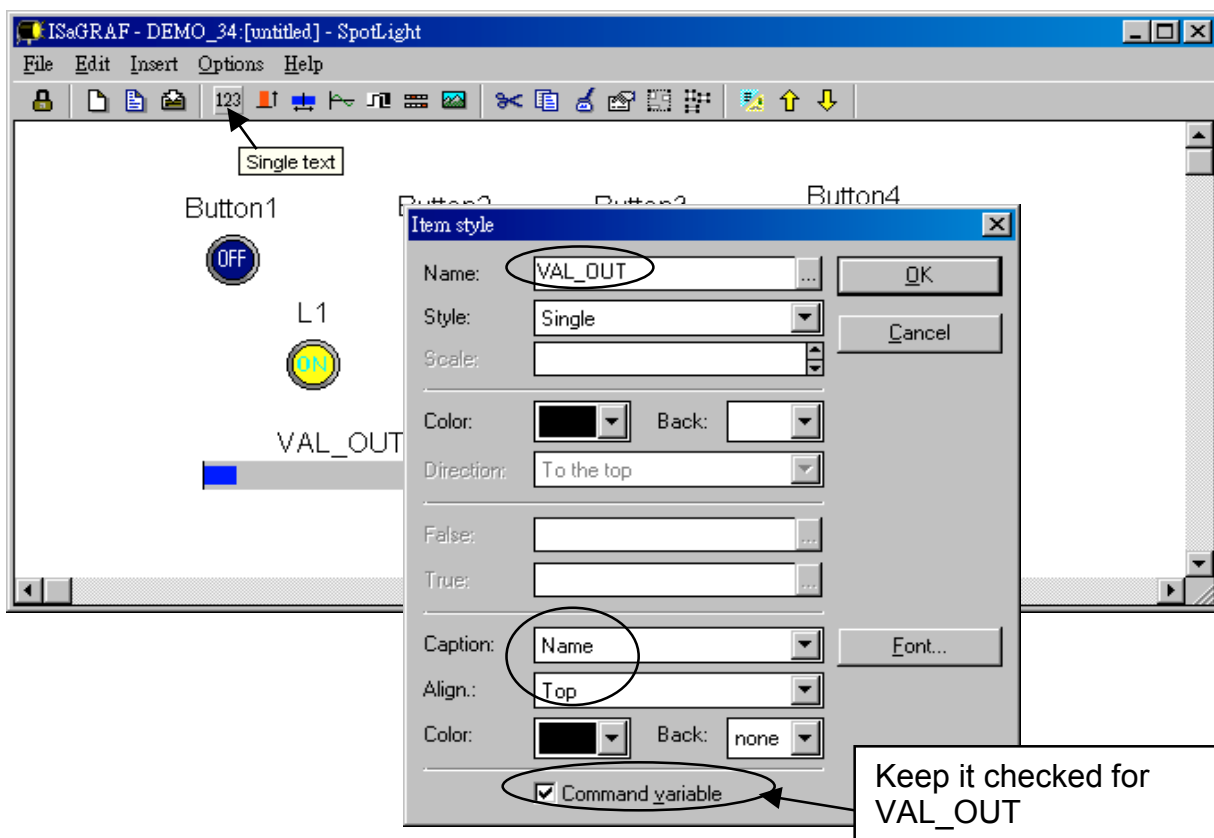 ISaGRAF - DEMO_34:[untitled] - SpotLight
File Edit Insert Options Help
123
Single text
Button1
Button2
Button3
Button4
OFF
L1
ON
VAL_OUT
Item style
Name: VAL_OUT ...
OK
Style: Single
Cancel
Scale:
Color: Back:
Direction: To the top
False: ...
True: ...
Caption: Name
Font...
Align.: Top
Color: Back: none
Command variable
Keep it checked for
VAL_OUT